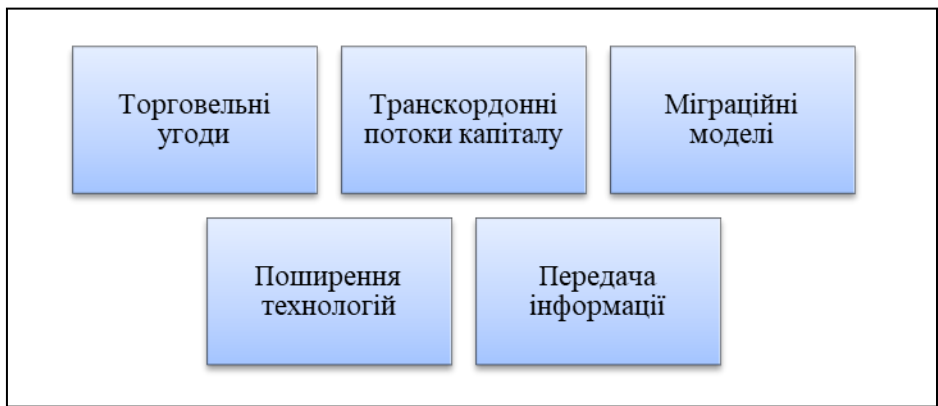 Торговельні
угоди
Транскордонні
потоки капіталу
Міграційні
моделі
Поширення
технологій
Передача
інформації